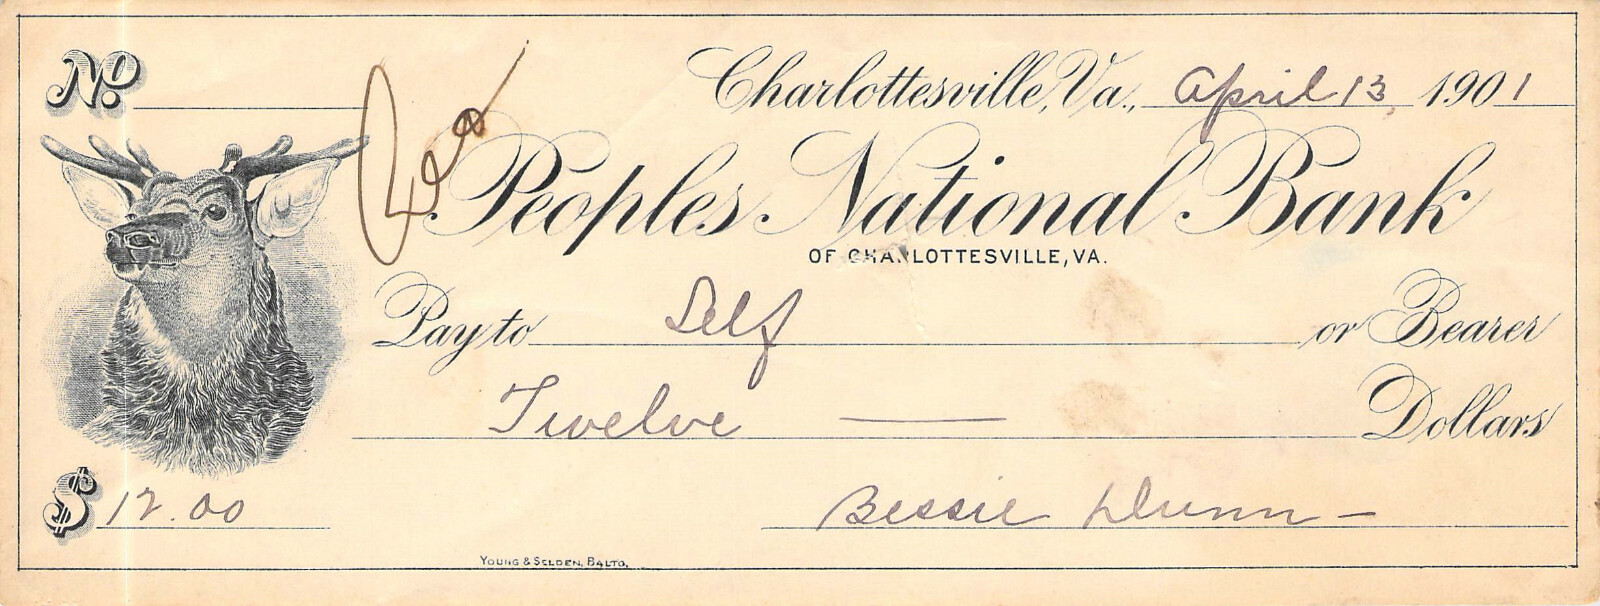 No.
Charlottesville, Va., April 13, 1901
Peoples National Bank
OF CHARLOTTESVILLE, VA.
Pay to Self or Bearer
Twelve — Dollars
$ 12.00
Bessie Dunn –
YOUNG & SELDEN, BALTO.